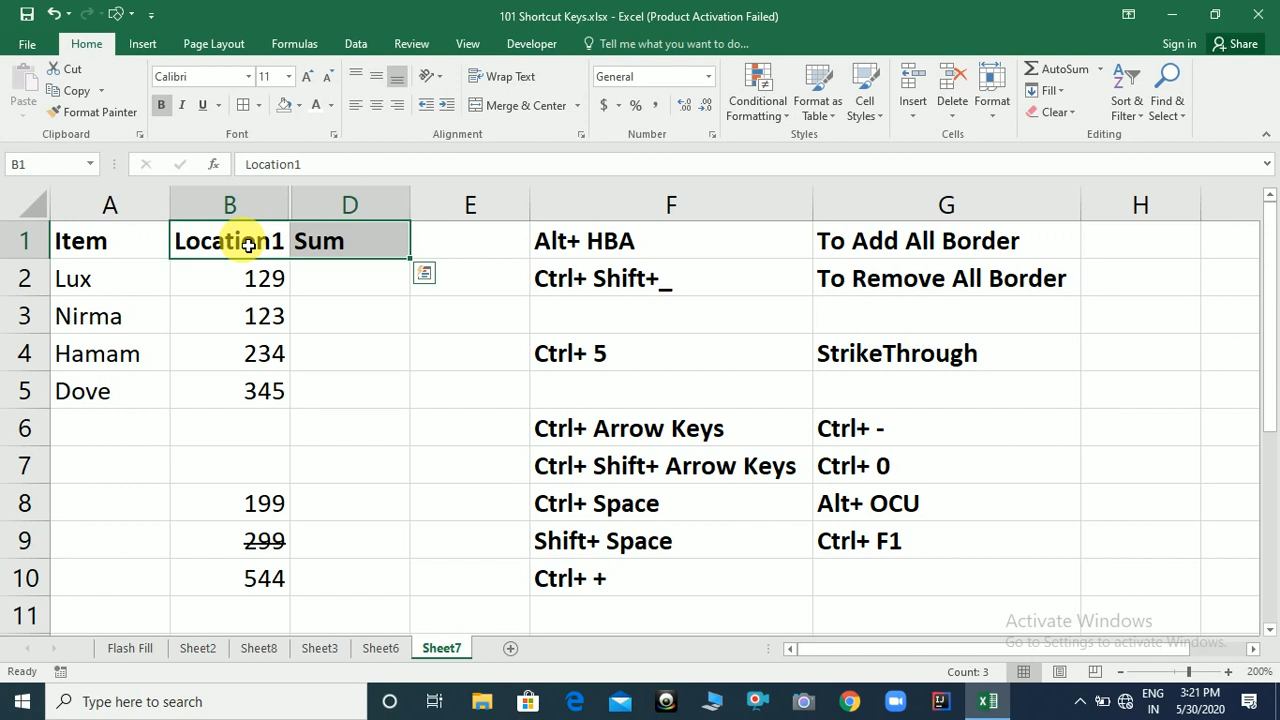 101 Shortcut Keys.xlsx - Excel (Product Activation Failed)
File Home Insert Page Layout Formulas Data Review View Developer Tell me what you want to do... Sign in Share
Paste Cut Copy Format Painter
Calibri 11
B I U
Wrap Text
Merge & Center
General
$ % ,
Conditional Formatting Format as Table Cell Styles
Insert Delete Format
AutoSum Fill Clear
Sort & Filter Find & Select
Clipboard Font Alignment Number Styles Cells Editing
B1 fx Location1
A B D E F G H
1 Item Location1 Sum Alt+ HBA To Add All Border
2 Lux 129 Ctrl+ Shift+_ To Remove All Border
3 Nirma 123
4 Hamam 234 Ctrl+ 5 StrikeThrough
5 Dove 345
6 Ctrl+ Arrow Keys Ctrl+ -
7 Ctrl+ Shift+ Arrow Keys Ctrl+ 0
8 199 Ctrl+ Space Alt+ OCU
9 299 Shift+ Space Ctrl+ F1
10 544 Ctrl+ +
11
Activate Windows
Go to Settings to activate Windows.
Flash Fill Sheet2 Sheet8 Sheet3 Sheet6 Sheet7
Ready Count: 3 200%
Type here to search
ENG 3:21 PM
IN 5/30/2020